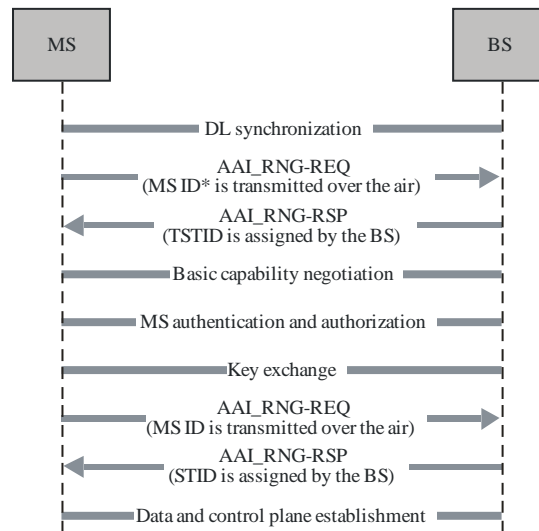 MS
BS
DL synchronization
AAI_RNG-REQ
(MS ID* is transmitted over the air)
AAI_RNG-RSP
(TSTID is assigned by the BS)
Basic capability negotiation
MS authentication and authorization
Key exchange
AAI_RNG-REQ
(MS ID is transmitted over the air)
AAI_RNG-RSP
(STID is assigned by the BS)
Data and control plane establishment